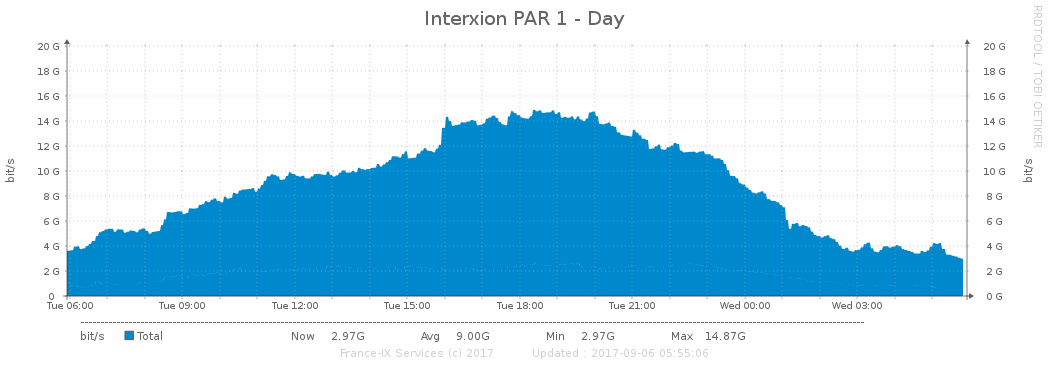 Interxion PAR 1 - Day
RRDTOOL / TOBI OETIKER
20 G 20 G
18 G 18 G
16 G 16 G
14 G 14 G
12 G 12 G
10 G 10 G
8 G 8 G
6 G 6 G
4 G 4 G
2 G 2 G
0 0 G
bit/s bit/s
Tue 06:00 Tue 09:00 Tue 12:00 Tue 15:00 Tue 18:00 Tue 21:00 Wed 00:00 Wed 03:00
bit/s Total Now 2.97G Avg 9.00G Min 2.97G Max 14.87G
France-IX Services (c) 2017 Updated : 2017-09-06 05:55:06